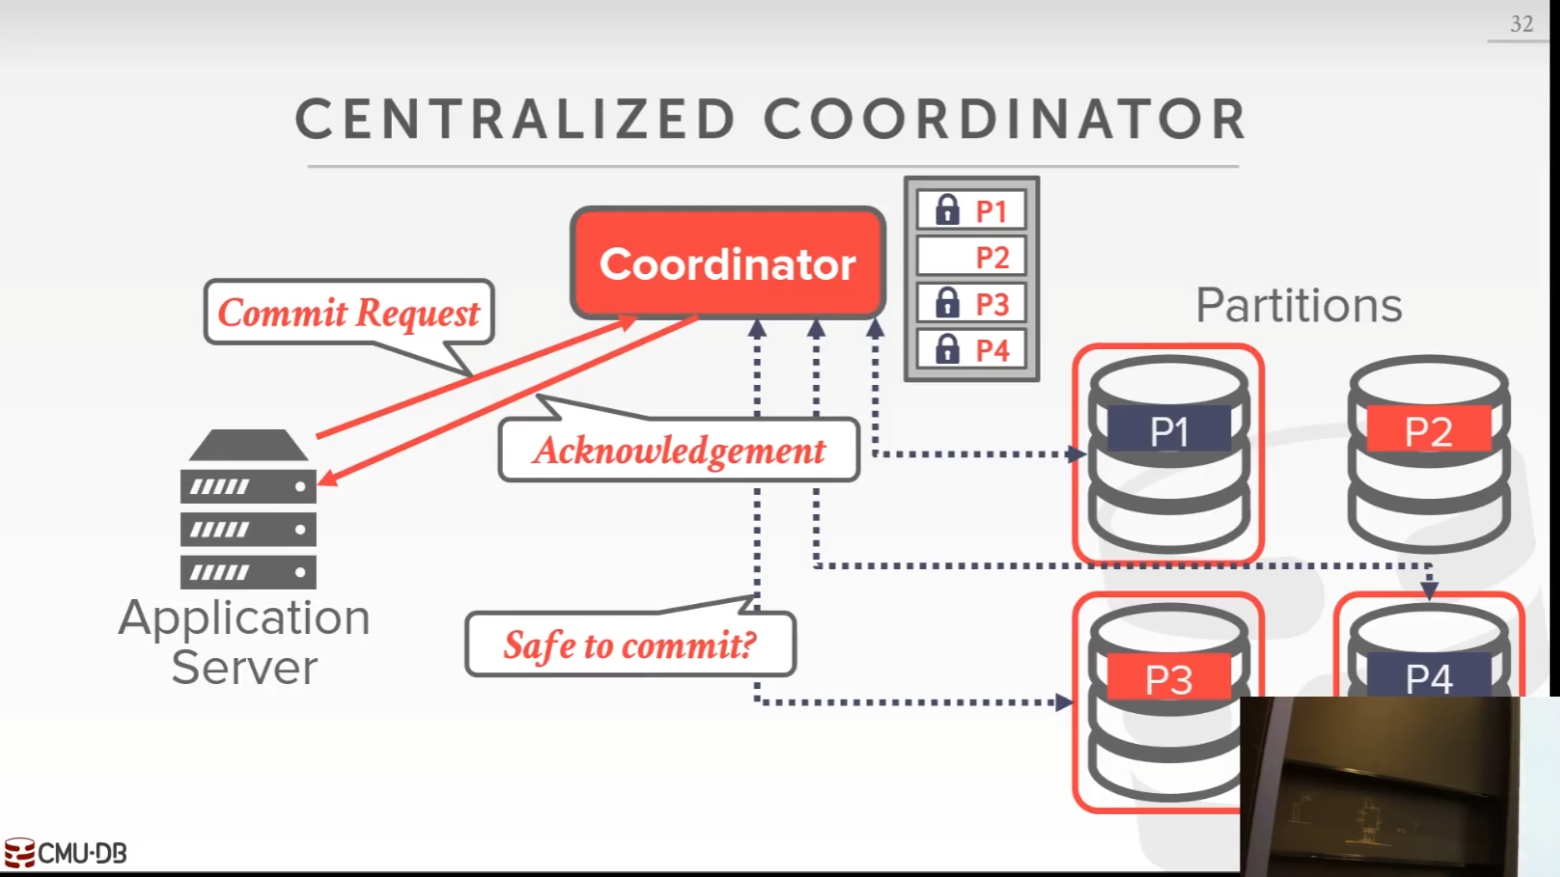 32
CENTRALIZED COORDINATOR
Coordinator
P1
P2
P3
P4
Commit Request
Partitions
P1
P2
Acknowledgement
Application
Server
Safe to commit?
P3
P4
CMU·DB